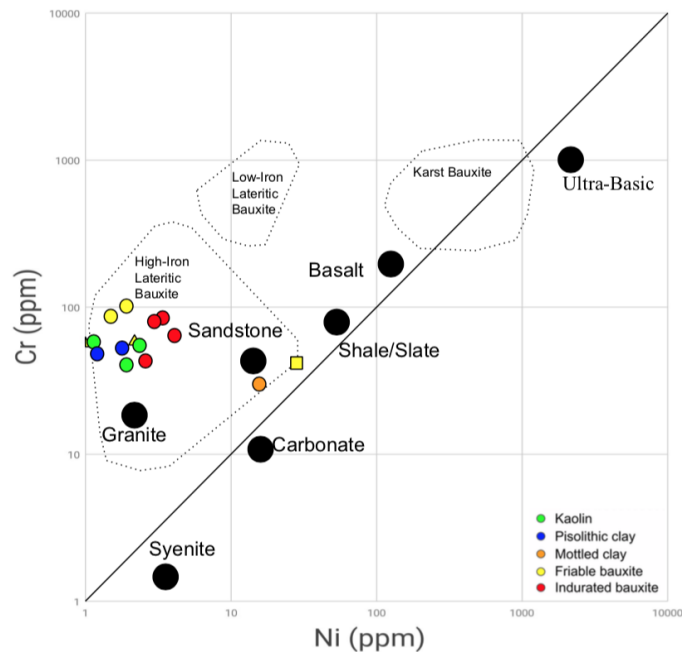 10000
1000
100
10
1
Cr (ppm)
Low-Iron
Lateritic
Bauxite
Karst Bauxite
Ultra-Basic
High-Iron
Lateritic
Bauxite
Basalt
Sandstone
Shale/Slate
Granite
Carbonate
Syenite
Kaolin
Pisolithic clay
Mottled clay
Friable bauxite
Indurated bauxite
1
10
100
1000
10000
Ni (ppm)